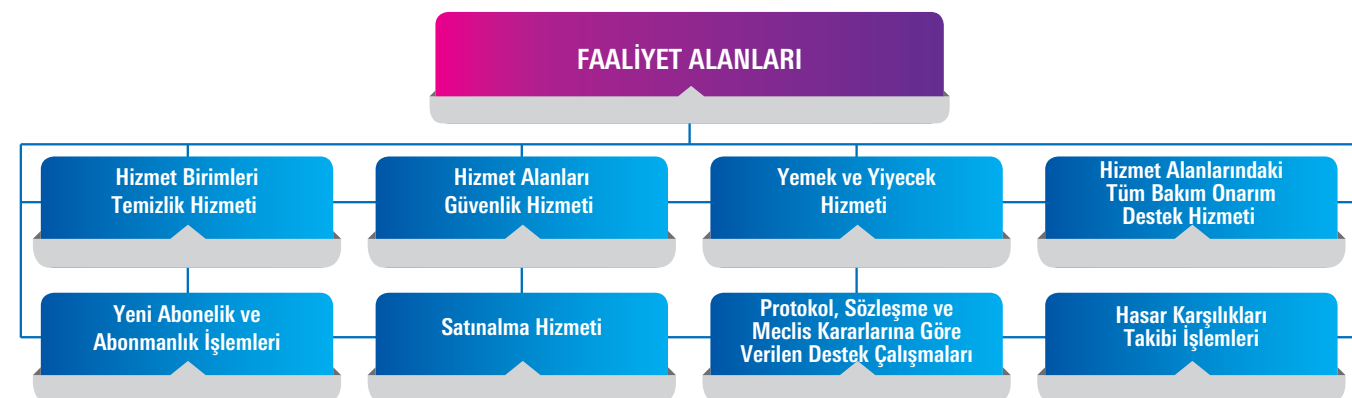 FAALİYET ALANLARI
Hizmet Birimleri
Temizlik Hizmeti
Hizmet Alanları
Güvenlik Hizmeti
Yemek ve Yiyecek
Hizmeti
Hizmet Alanlarındaki
Tüm Bakım Onarım
Destek Hizmeti
Yeni Abonelik ve
Abonmanlık İşlemleri
Satınalma Hizmeti
Protokol, Sözleşme ve
Meclis Kararlarına Göre
Verilen Destek Çalışmaları
Hasar Karşılıkları
Takibi İşlemleri